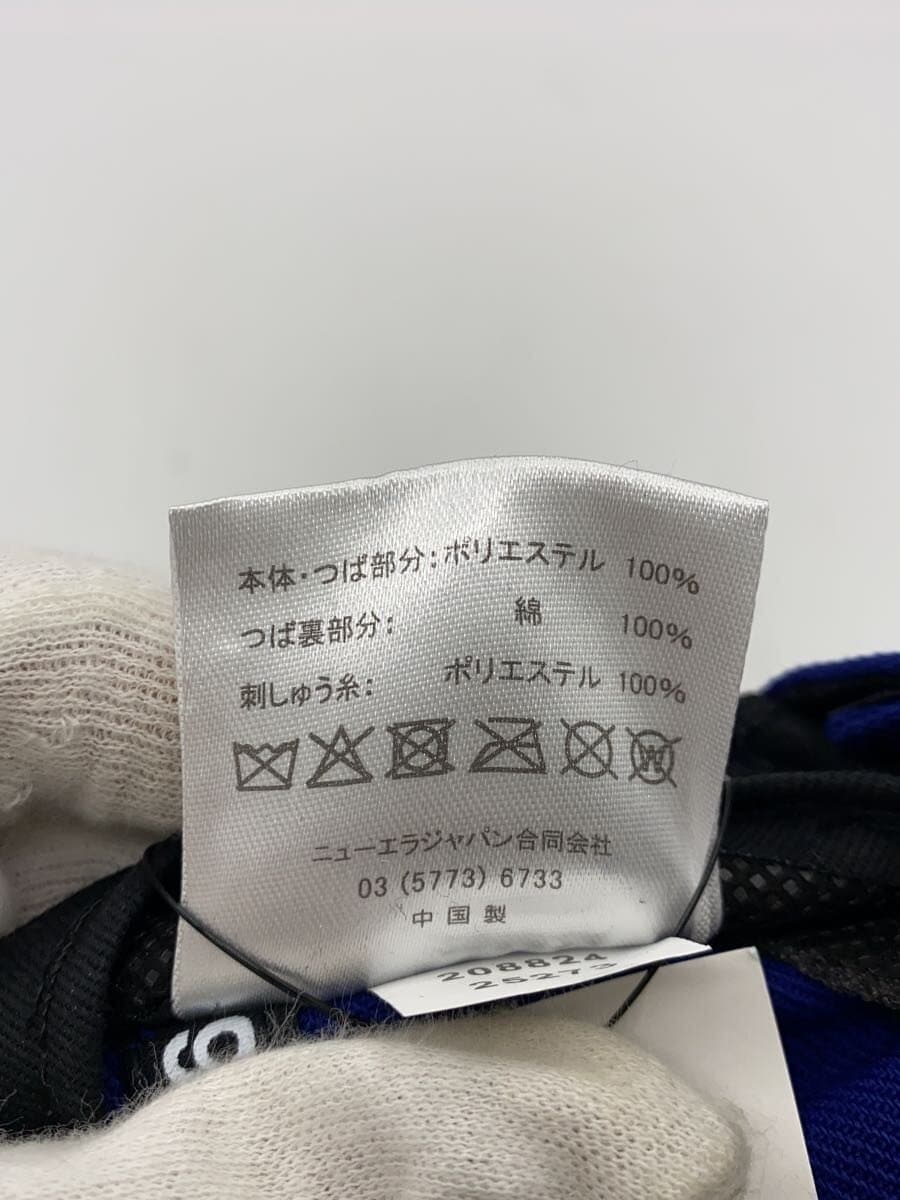 本体・つば部分:ポリエステル 100%
つば裏部分: 綿 100%
刺しゅう糸: ポリエステル 100%
W
ニューエラジャパン合同会社
03 (5773) 6733
中国製
208824
25273